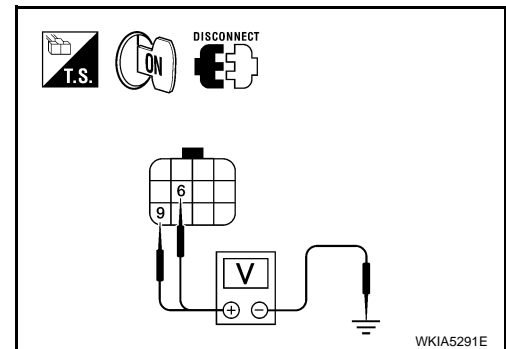 DISCONNECT
T.S.
ON
6
9
V
+ −
WKIA5291E